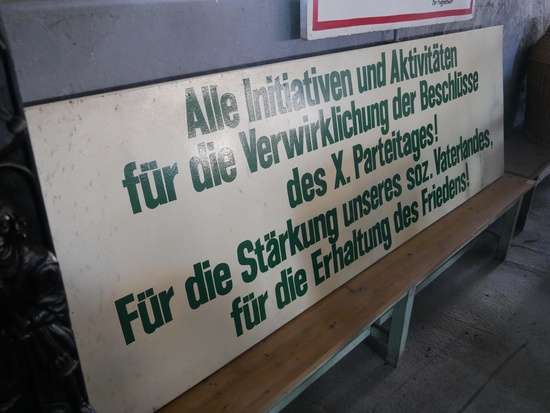 Alle Initiativen und Aktivitäten
für die Verwirklichung der Beschlüsse
des X. Parteitages!
Für die Stärkung unseres soz. Vaterlandes,
für die Erhaltung des Friedens!